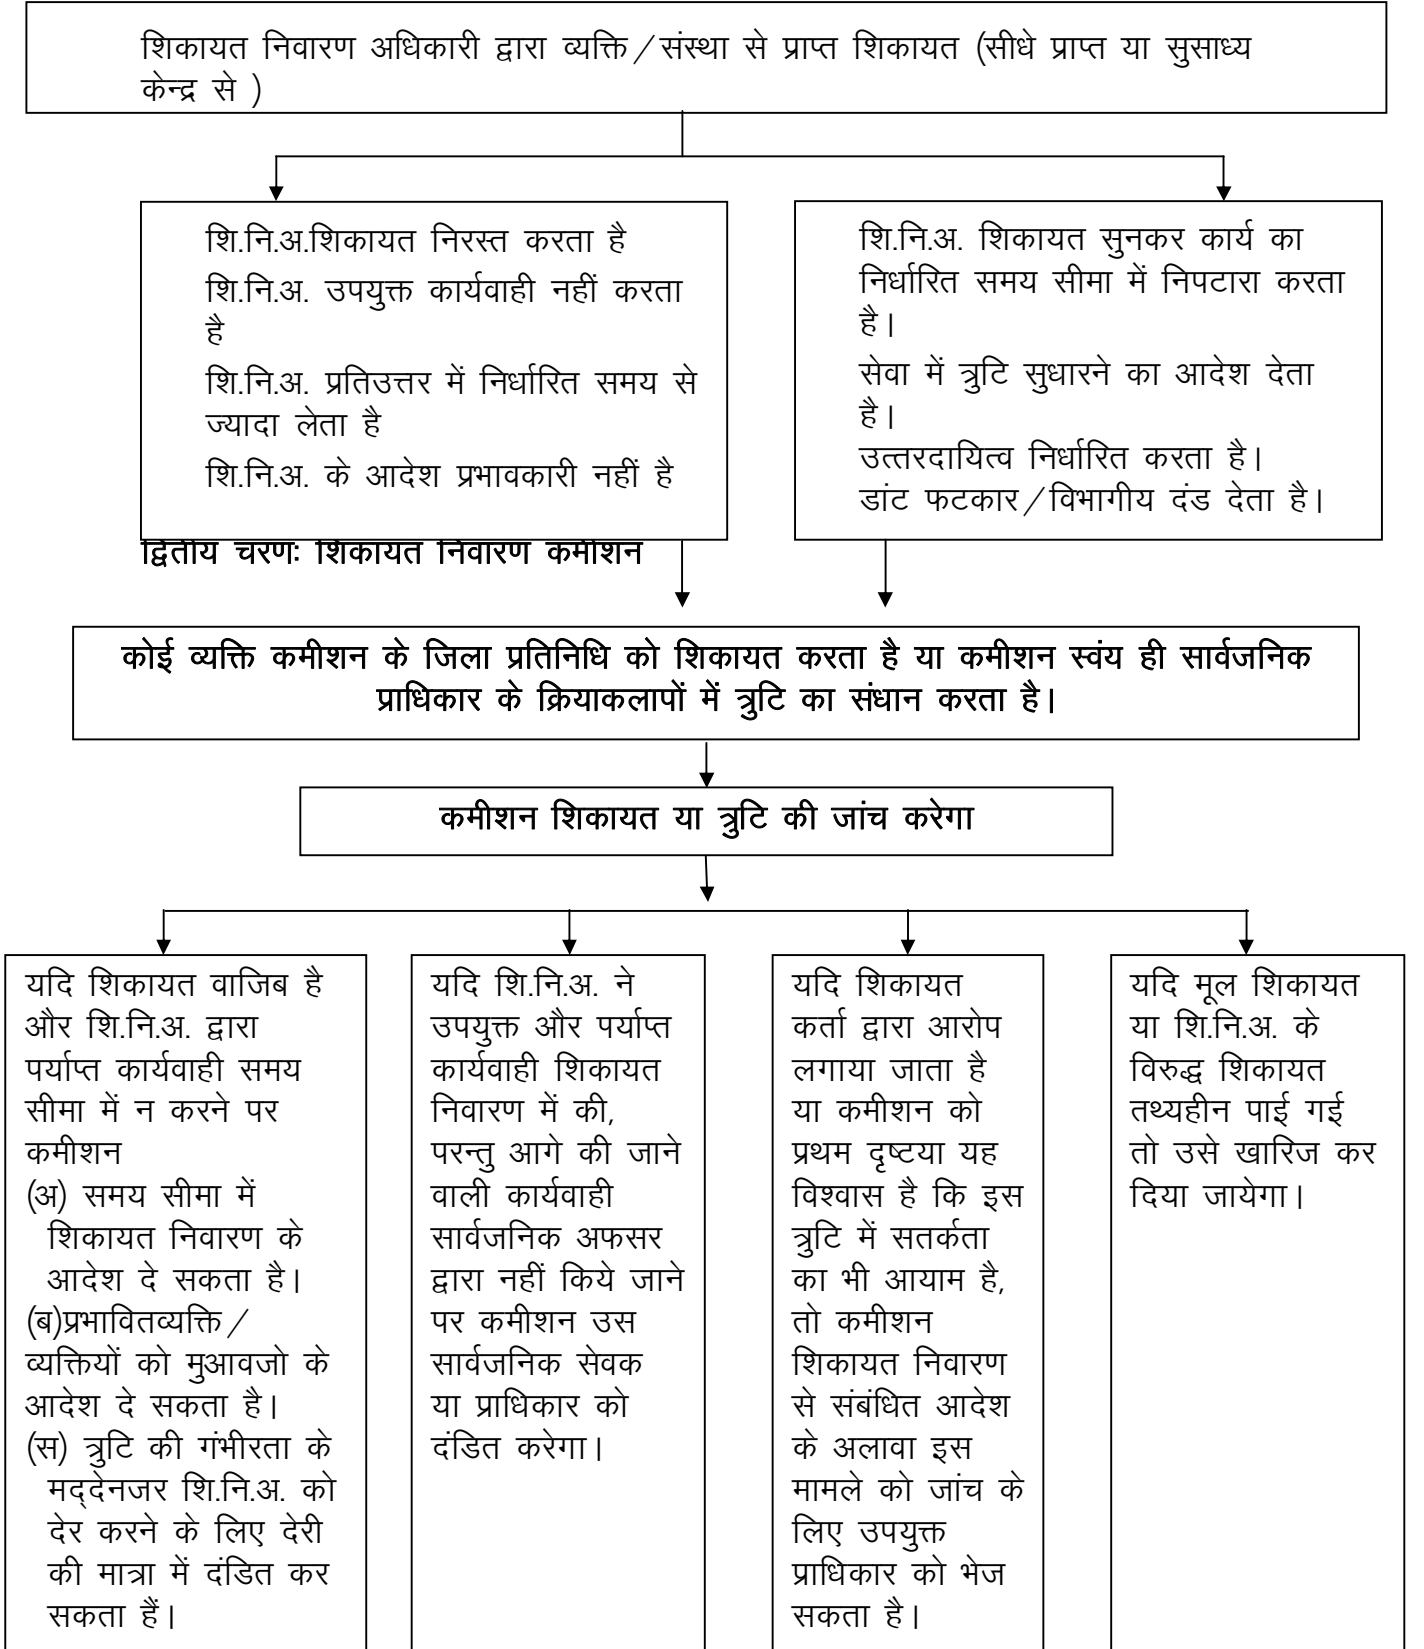 शिकायत निवारण अधिकारी द्वारा व्यक्ति/संस्था से प्राप्त शिकायत (सीधे प्राप्त या सुसाध्य
केन्द्र से )
शि.नि.अ.शिकायत निरस्त करता है
शि.नि.अ. उपयुक्त कार्यवाही नहीं करता
है
शि.नि.अ. प्रतिउत्तर में निर्धारित समय से
ज्यादा लेता है
शि.नि.अ. के आदेश प्रभावकारी नहीं है
शि.नि.अ. शिकायत सुनकर कार्य का
निर्धारित समय सीमा में निपटारा करता
है।
सेवा में त्रुटि सुधारने का आदेश देता
है।
उत्तरदायित्व निर्धारित करता है।
डांट फटकार/विभागीय दंड देता है।
द्वितीय चरणः शिकायत निवारण कमीशन
कोई व्यक्ति कमीशन के जिला प्रतिनिधि को शिकायत करता है या कमीशन स्वंय ही सार्वजनिक
प्राधिकार के क्रियाकलापों में त्रुटि का संधान करता है।
कमीशन शिकायत या त्रुटि की जांच करेगा
यदि शिकायत वाजिब है
और शि.नि.अ. द्वारा
पर्याप्त कार्यवाही समय
सीमा में न करने पर
कमीशन
(अ) समय सीमा में
शिकायत निवारण के
आदेश दे सकता है।
(ब)प्रभावितव्यक्ति/
व्यक्तियों को मुआवजो के
आदेश दे सकता है।
(स) त्रुटि की गंभीरता के
मद्देनजर शि.नि.अ. को
देर करने के लिए देरी
की मात्रा में दंडित कर
सकता हैं।
यदि शि.नि.अ. ने
उपयुक्त और पर्याप्त
कार्यवाही शिकायत
निवारण में की,
परन्तु आगे की जाने
वाली कार्यवाही
सार्वजनिक अफसर
द्वारा नहीं किये जाने
पर कमीशन उस
सार्वजनिक सेवक
या प्राधिकार को
दंडित करेगा।
यदि शिकायत
कर्ता द्वारा आरोप
लगाया जाता है
या कमीशन को
प्रथम दृष्टया यह
विश्वास है कि इस
त्रुटि में सतर्कता
का भी आयाम है,
तो कमीशन
शिकायत निवारण
से संबंधित आदेश
के अलावा इस
मामले को जांच के
लिए उपयुक्त
प्राधिकार को भेज
सकता है।
यदि मूल शिकायत
या शि.नि.अ. के
विरुद्ध शिकायत
तथ्यहीन पाई गई
तो उसे खारिज कर
दिया जायेगा।